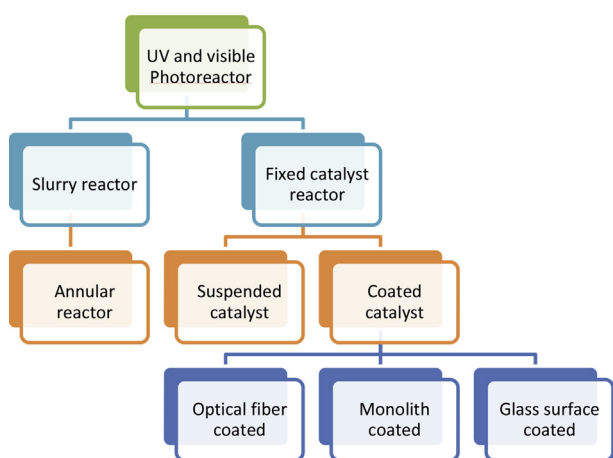 UV and visible
Photoreactor
Slurry reactor
Fixed catalyst
reactor
Annular
reactor
Suspended
catalyst
Coated
catalyst
Optical fiber
coated
Monolith
coated
Glass surface
coated